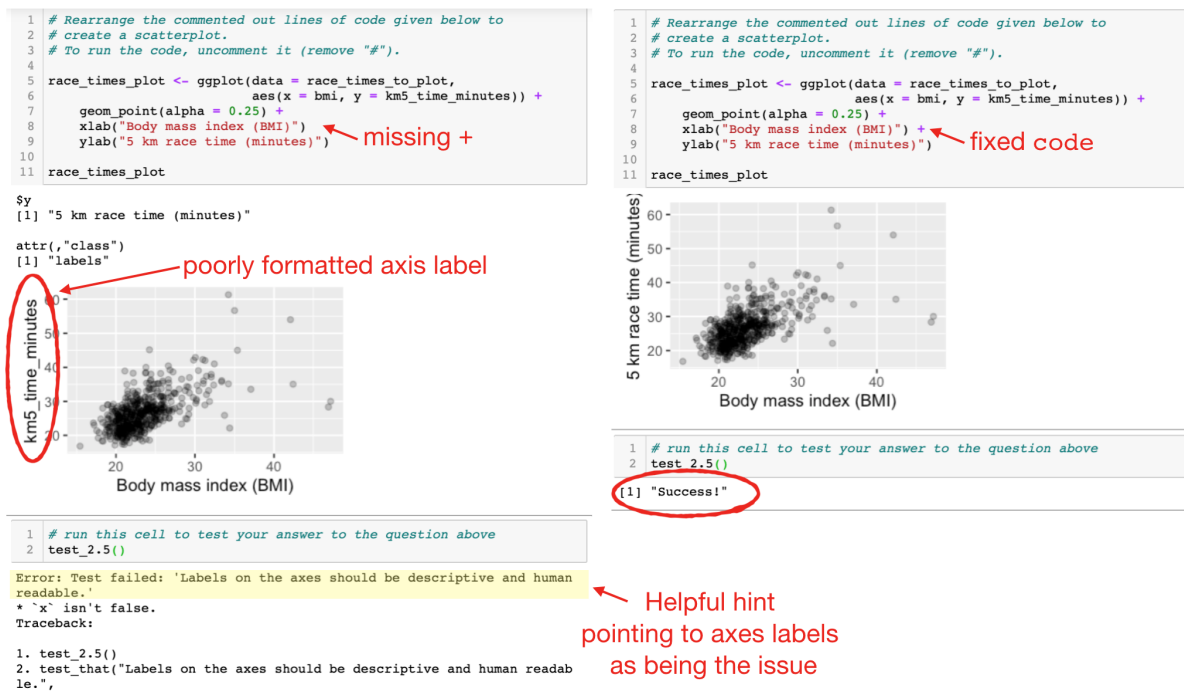 1 # Rearrange the commented out lines of code given below to
2 # create a scatterplot.
3 # To run the code, uncomment it (remove "#").
4
5 race_times_plot <- ggplot(data = race_times_to_plot,
6 aes(x = bmi, y = km5_time_minutes)) +
7 geom_point(alpha = 0.25) +
8 xlab("Body mass index (BMI)")
9 ylab("5 km race time (minutes)")
10
11 race_times_plot
missing +
$y
[1] "5 km race time (minutes)"
attr(,"class")
[1] "labels"
poorly formatted axis label
km5_time_minutes
60
50
40
30
20
20 30 40
Body mass index (BMI)
1 # run this cell to test your answer to the question above
2 test_2.5()
Error: Test failed: 'Labels on the axes should be descriptive and human
readable.'
* `x` isn't false.
Traceback:
1. test_2.5()
2. test_that("Labels on the axes should be descriptive and human readab
le.",
Helpful hint
pointing to axes labels
as being the issue
1 # Rearrange the commented out lines of code given below to
2 # create a scatterplot.
3 # To run the code, uncomment it (remove "#").
4
5 race_times_plot <- ggplot(data = race_times_to_plot,
6 aes(x = bmi, y = km5_time_minutes)) +
7 geom_point(alpha = 0.25) +
8 xlab("Body mass index (BMI)") +
9 ylab("5 km race time (minutes)")
10
11 race_times_plot
fixed code
5 km race time (minutes)
60
50
40
30
20
20 30 40
Body mass index (BMI)
1 # run this cell to test your answer to the question above
2 test_2.5()
[1] "Success!"